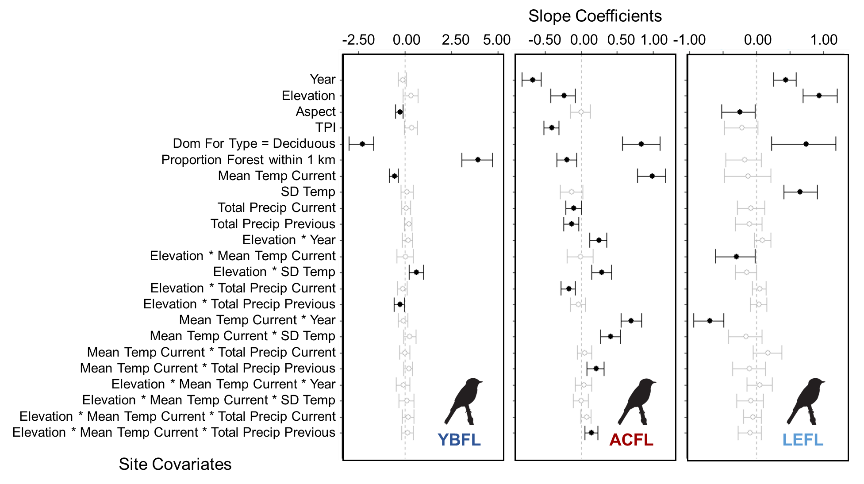 Slope Coefficients
-2.50 0.00 2.50 5.00 -0.50 0.00 0.50 1.00 -1.00 0.00 1.00
Year
Elevation
Aspect
TPI
Dom For Type = Deciduous
Proportion Forest within 1 km
Mean Temp Current
SD Temp
Total Precip Current
Total Precip Previous
Elevation * Year
Elevation * Mean Temp Current
Elevation * SD Temp
Elevation * Total Precip Current
Elevation * Total Precip Previous
Mean Temp Current * Year
Mean Temp Current * SD Temp
Mean Temp Current * Total Precip Current
Mean Temp Current * Total Precip Previous
Elevation * Mean Temp Current * Year
Elevation * Mean Temp Current * SD Temp
Elevation * Mean Temp Current * Total Precip Current
Elevation * Mean Temp Current * Total Precip Previous
YBFL ACFL LEFL
Site Covariates